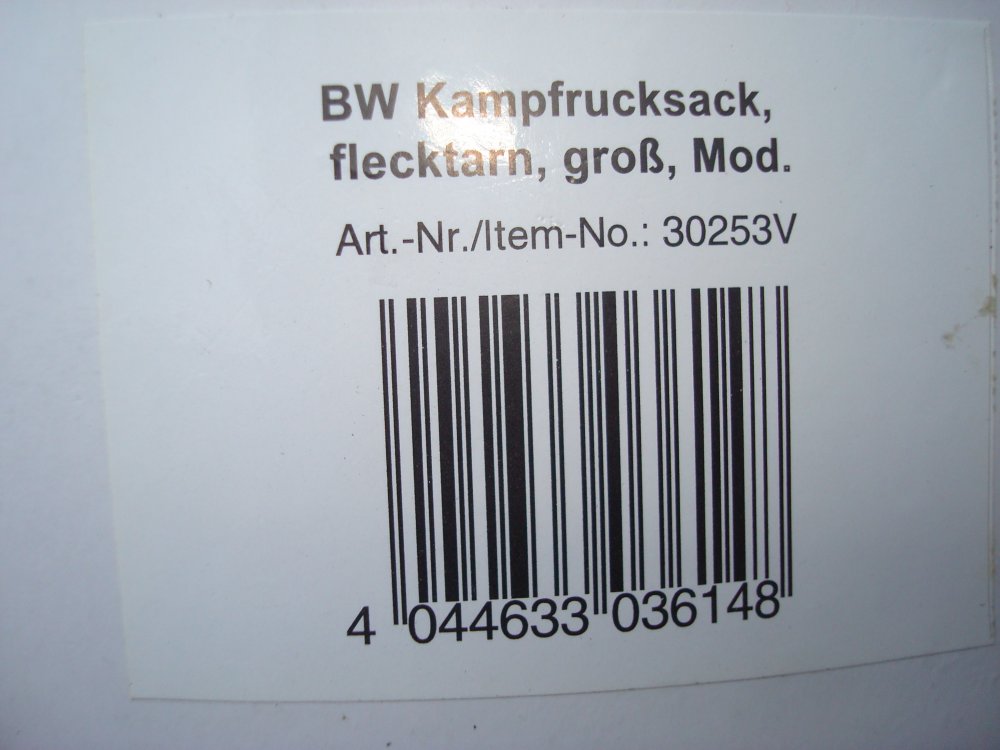 BW Kampfrucksack,
flecktarn, groß, Mod.
Art.-Nr./Item-No.: 30253V
4 044633 036148